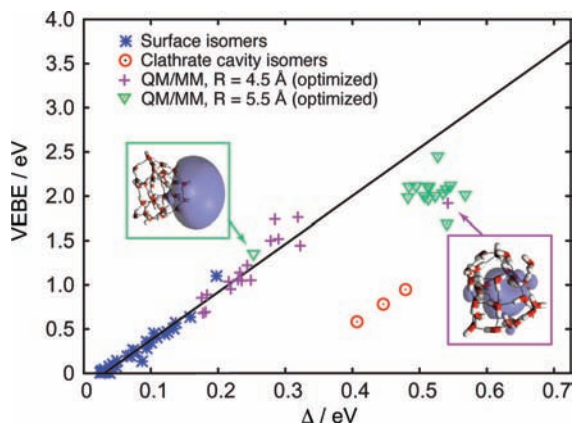 Surface isomers
Clathrate cavity isomers
QM/MM, R = 4.5 Å (optimized)
QM/MM, R = 5.5 Å (optimized)
VEBE / eV
4.0
3.5
3.0
2.5
2.0
1.5
1.0
0.5
0
0 0.1 0.2 0.3 0.4 0.5 0.6 0.7
Δ / eV